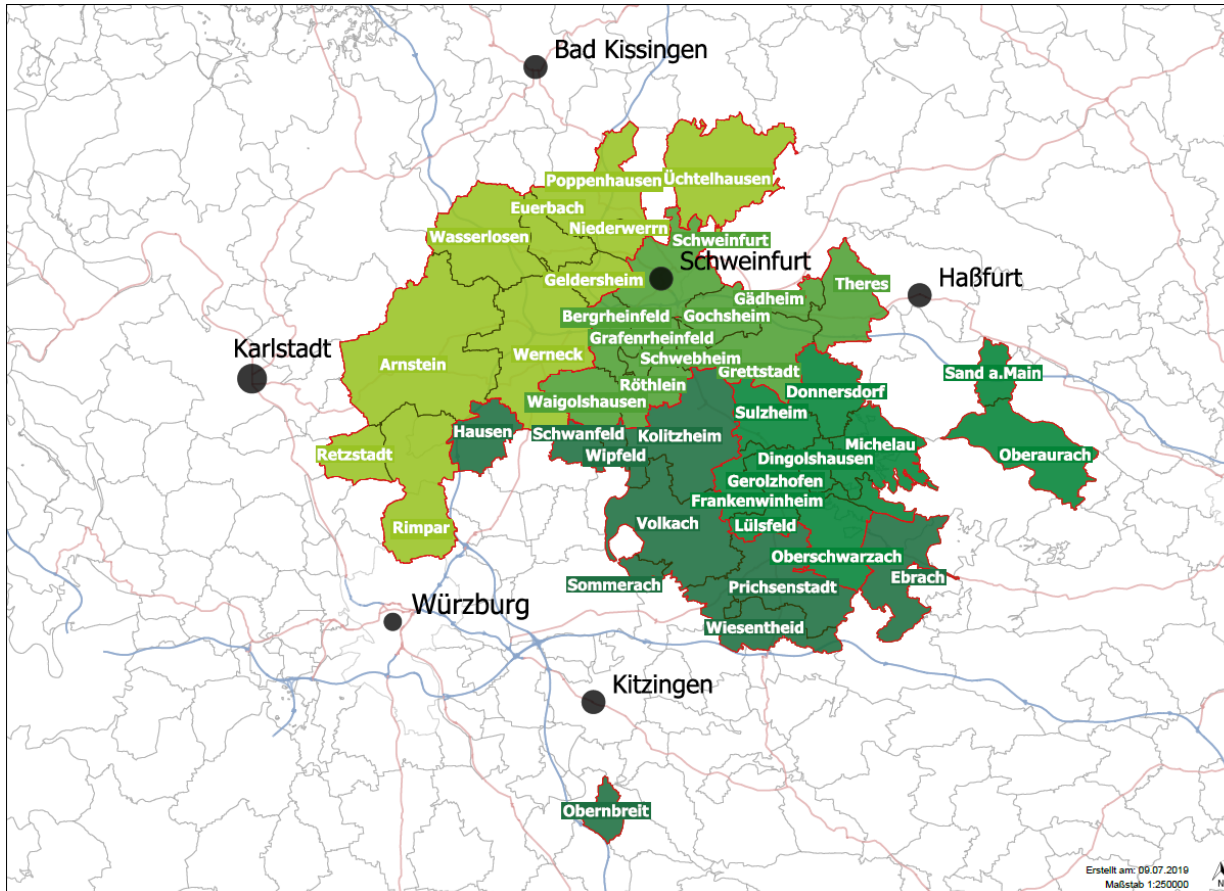 Bad Kissingen
Poppenhausen
Üchtelhausen
Euerbach
Niederwerrn
Wasserlosen
Schweinfurt
Schweinfurt
Geldersheim
Theres
Haßfurt
Gädheim
Bergrheinfeld
Gochsheim
Grafenrheinfeld
Karlstadt
Werneck
Schwebheim
Arnstein
Grettstadt
Sand a.Main
Röthlein
Donnersdorf
Waigolshausen
Sulzheim
Hausen
Schwanfeld
Kolitzheim
Michelau
Retzstadt
Wipfeld
Dingolshausen
Oberaurach
Gerolzhofen
Frankenwinheim
Rimpar
Volkach
Lülsfeld
Oberschwarzach
Ebrach
Sommerach
Prichsenstadt
Würzburg
Wiesentheid
Kitzingen
Obernbreit
Erstellt am: 09.07.2019
Maßstab 1:250000
N